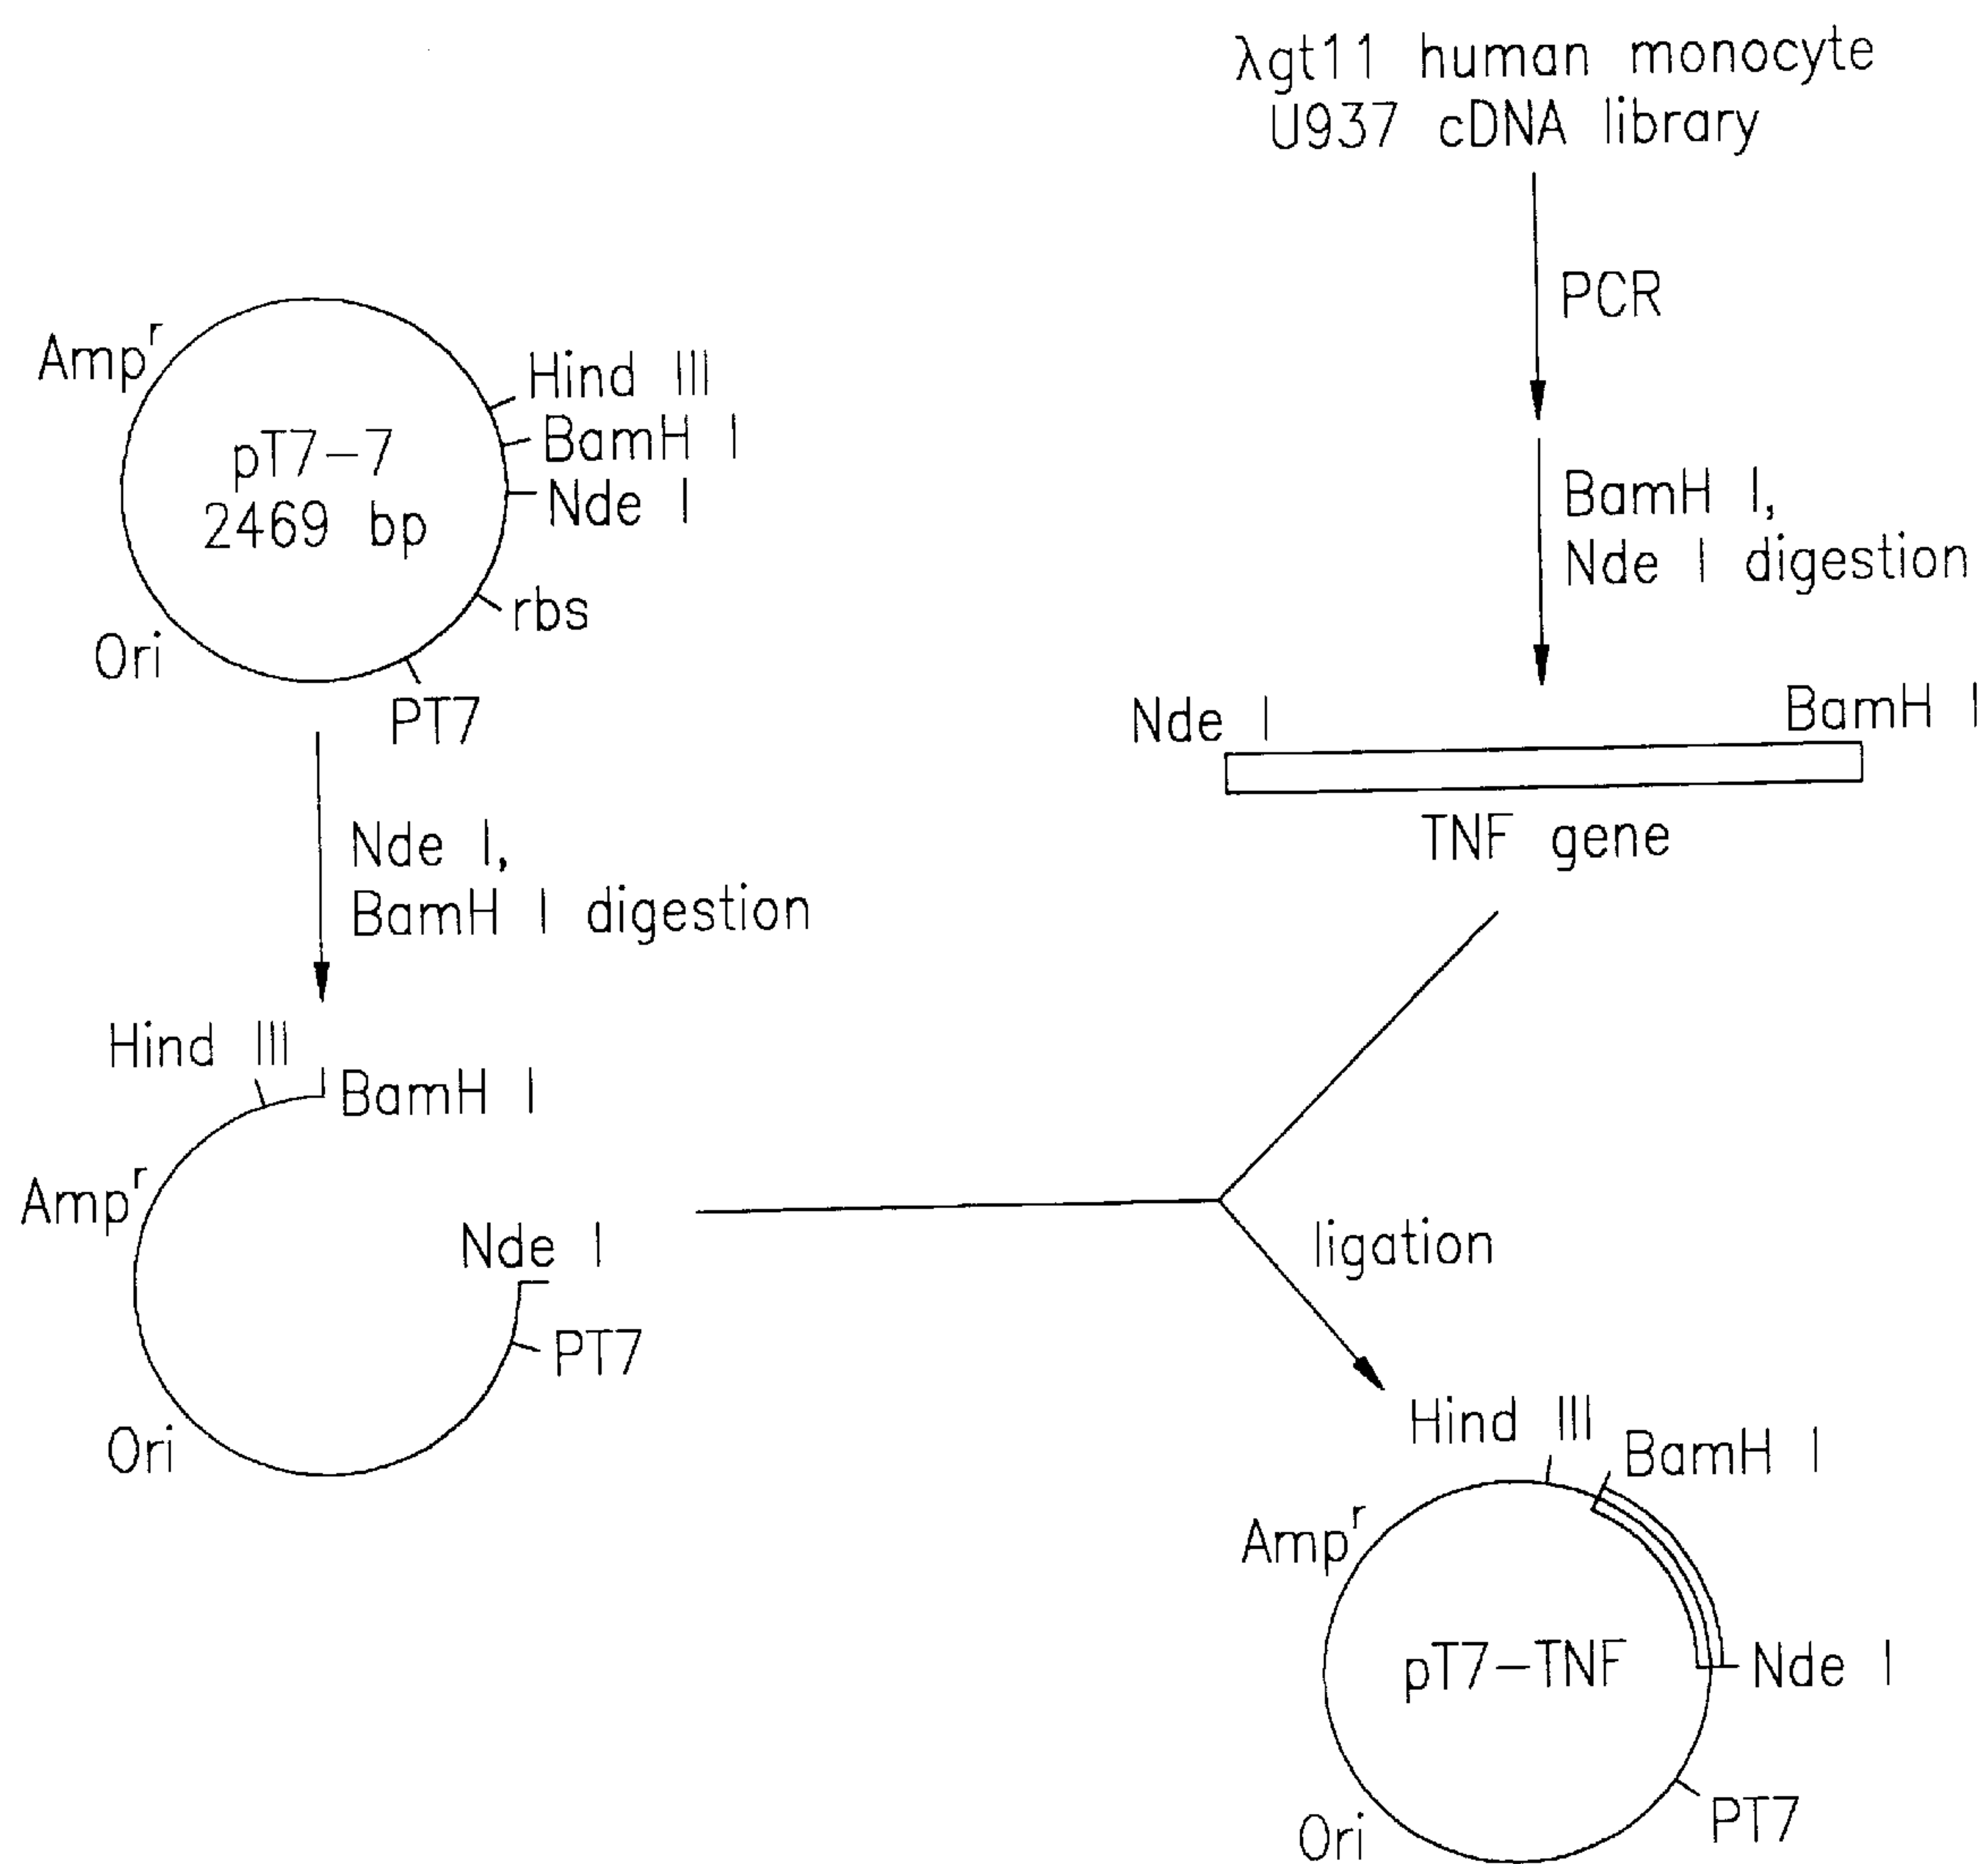 λgt11 human monocyte
U937 cDNA library
PCR
BamH I,
Nde I digestion
Nde I
BamH I
TNF gene
Amp^r
Hind III
BamH I
Nde I
rbs
PT7
Ori
pT7-7
2469 bp
Nde I,
BamH I digestion
Hind III
BamH I
Amp^r
Nde I
PT7
Ori
ligation
Hind III
BamH I
Amp^r
pT7-TNF
Nde I
PT7
Ori